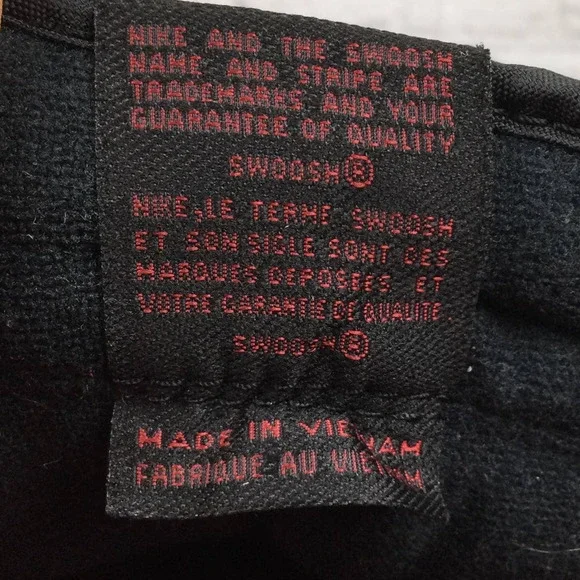 NIKE AND THE SWOOSH
NAME AND STRIPE ARE
TRADEMARKS AND YOUR
GUARANTEE OF QUALITY
SWOOSH®
NIKE, LE TERME SWOOSH
ET SON SIGLE SONT DES
MARQUES DEPOSEES ET
VOTRE GARANTIE DE QUALITE
SWOOSH®
MADE IN VIETNAM
FABRIQUE AU VIETNAM